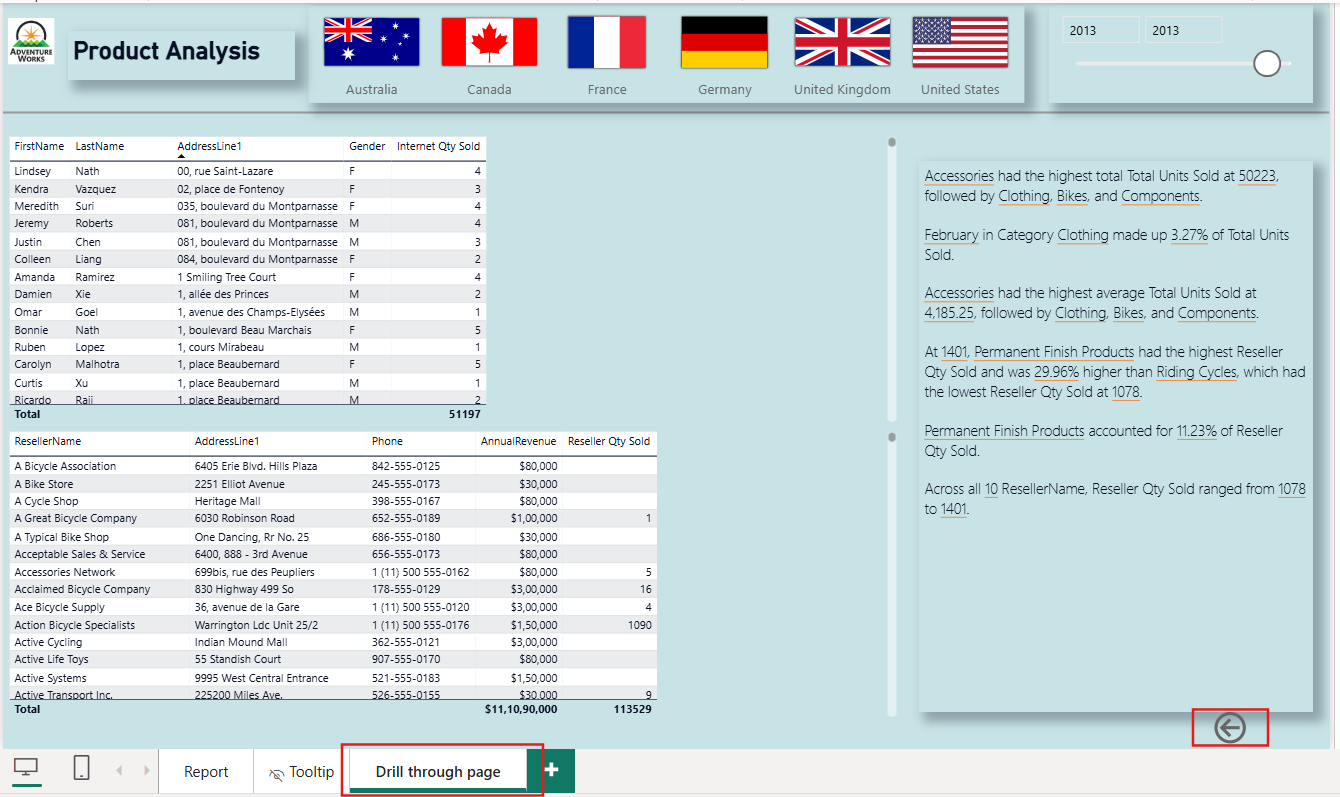 ADVENTURE
WORKS
Product Analysis
Australia Canada France Germany United Kingdom United States
2013 2013
FirstName LastName AddressLine1 Gender Internet Qty Sold
Lindsey Nath 00, rue Saint-Lazare F 4
Kendra Vazquez 02, place de Fontenoy F 3
Meredith Suri 035, boulevard du Montparnasse F 4
Jeremy Roberts 081, boulevard du Montparnasse M 4
Justin Chen 081, boulevard du Montparnasse M 3
Colleen Liang 084, boulevard du Montparnasse F 2
Amanda Ramirez 1 Smiling Tree Court F 4
Damien Xie 1, allée des Princes M 2
Omar Goel 1, avenue des Champs-Elysées M 1
Bonnie Nath 1, boulevard Beau Marchais F 5
Ruben Lopez 1, cours Mirabeau M 1
Carolyn Malhotra 1, place Beaubernard F 5
Curtis Xu 1, place Beaubernard M 1
Ricardo Raji 1, place Beaubernard M 2
Total 51197
ResellerName AddressLine1 Phone AnnualRevenue Reseller Qty Sold
A Bicycle Association 6405 Erie Blvd. Hills Plaza 842-555-0125 $80,000
A Bike Store 2251 Elliot Avenue 245-555-0173 $30,000
A Cycle Shop Heritage Mall 398-555-0167 $80,000
A Great Bicycle Company 6030 Robinson Road 652-555-0189 $1,00,000 1
A Typical Bike Shop One Dancing, Rr No. 25 686-555-0180 $30,000
Acceptable Sales & Service 6400, 888 - 3rd Avenue 656-555-0173 $80,000
Accessories Network 699bis, rue des Peupliers 1 (11) 500 555-0162 $80,000 5
Acclaimed Bicycle Company 830 Highway 499 So 178-555-0129 $3,00,000 16
Ace Bicycle Supply 36, avenue de la Gare 1 (11) 500 555-0120 $3,00,000 4
Action Bicycle Specialists Warrington Ldc Unit 25/2 1 (11) 500 555-0176 $1,50,000 1090
Active Cycling Indian Mound Mall 362-555-0121 $3,00,000
Active Life Toys 55 Standish Court 907-555-0170 $80,000
Active Systems 9995 West Central Entrance 521-555-0183 $1,50,000
Active Transport Inc. 225200 Miles Ave. 526-555-0155 $30,000 9
Total $11,10,90,000 113529
Accessories had the highest total Total Units Sold at 50223,
followed by Clothing, Bikes, and Components.
February in Category Clothing made up 3.27% of Total Units
Sold.
Accessories had the highest average Total Units Sold at
4,185.25, followed by Clothing, Bikes, and Components.
At 1401, Permanent Finish Products had the highest Reseller
Qty Sold and was 29.96% higher than Riding Cycles, which had
the lowest Reseller Qty Sold at 1078.
Permanent Finish Products accounted for 11.23% of Reseller
Qty Sold.
Across all 10 ResellerName, Reseller Qty Sold ranged from 1078
to 1401.
Report Tooltip Drill through page +